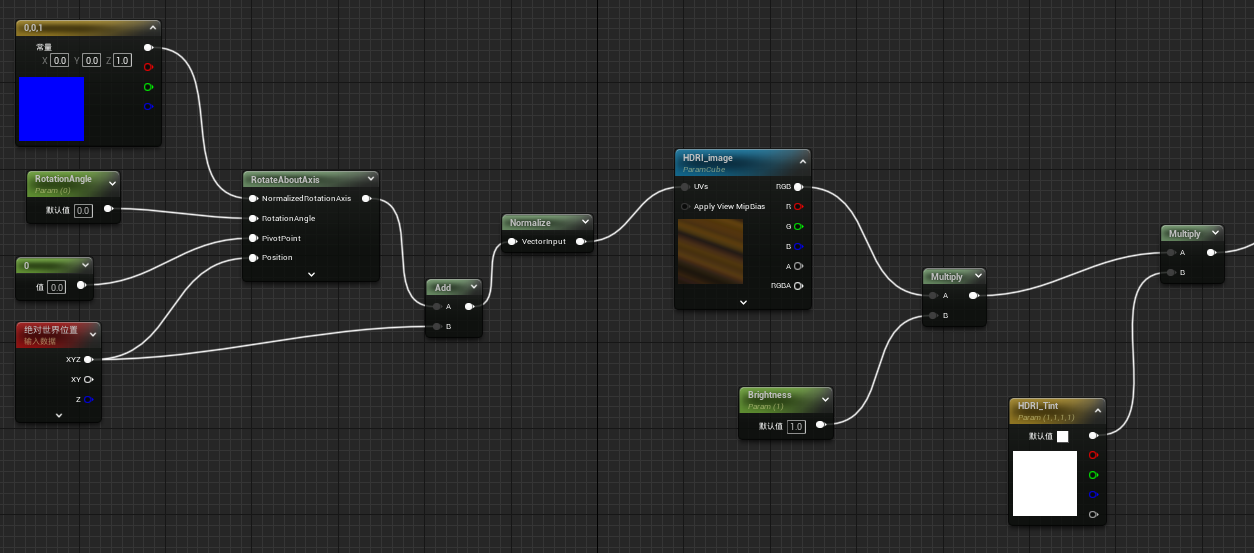 0,0,1
常量
X 0.0 Y 0.0 Z 1.0
RotationAngle
Param (0)
默认值 0.0
0
值 0.0
绝对世界位置
输入数据
XYZ
XY
Z
RotateAboutAxis
NormalizedRotationAxis
RotationAngle
PivotPoint
Position
Add
A
B
Normalize
VectorInput
HDRI_image
ParamCube
UVs RGB
Apply View MipBias R
G
B
A
RGBA
Brightness
Param (1)
默认值 1.0
Multiply
A
B
HDRI_Tint
Param (1,1,1,1)
默认值
Multiply
A
B